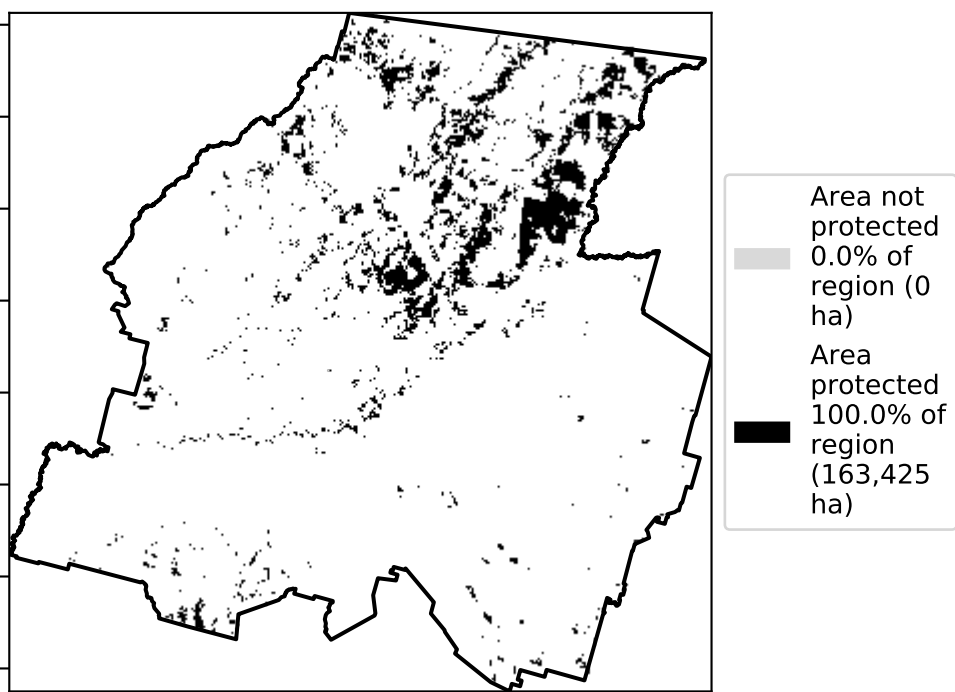 Area not
protected
0.0% of
region (0
ha)
Area
protected
100.0% of
region
(163,425
ha)